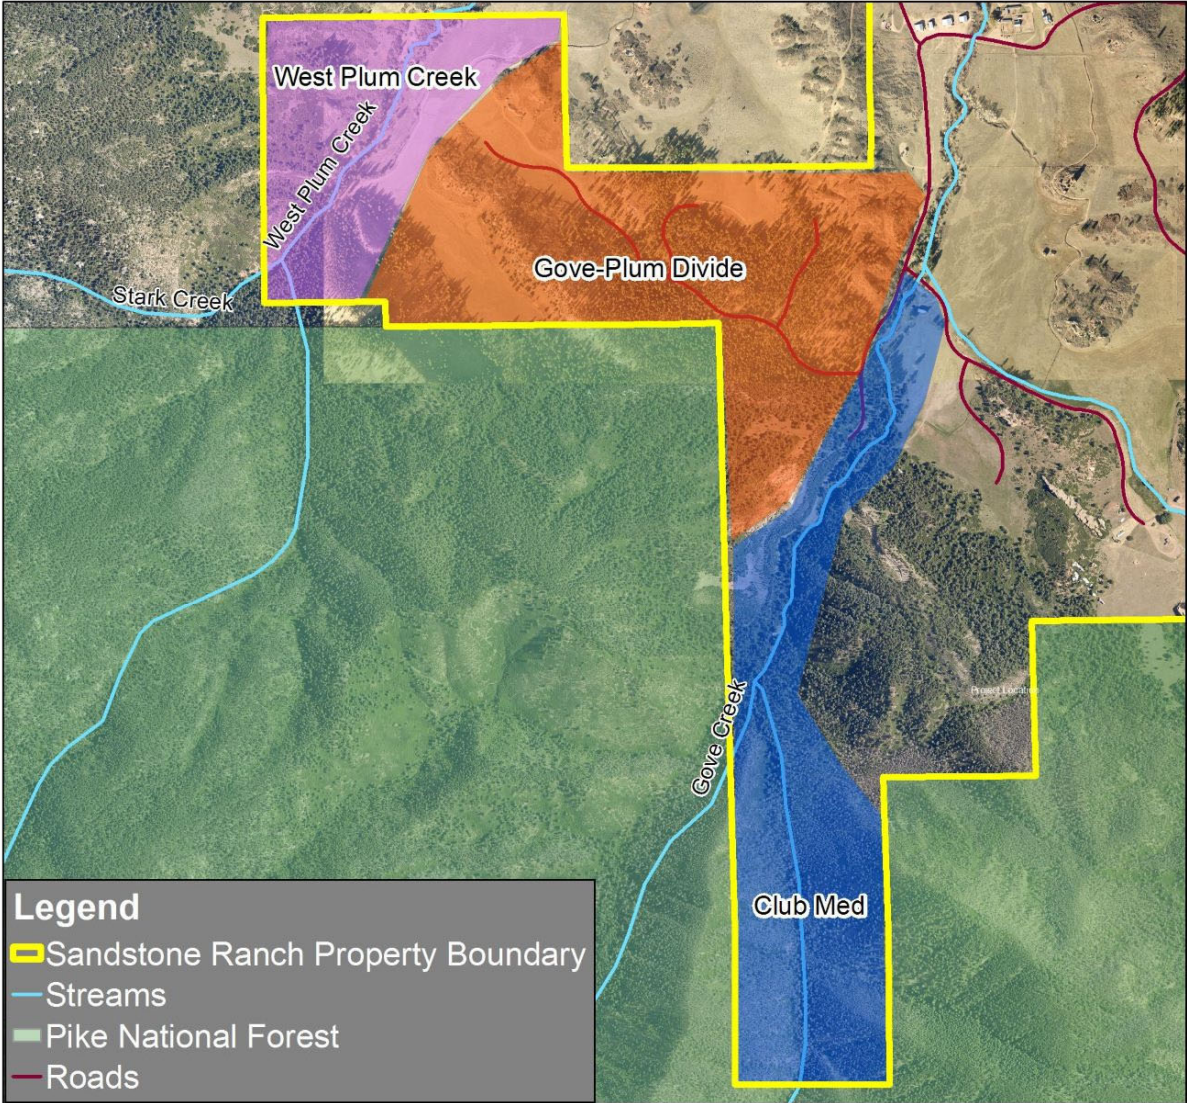 West Plum Creek
West Plum Creek
Stark Creek
Gove-Plum Divide
Project Location
Gove Creek
Club Med
Legend
Sandstone Ranch Property Boundary
Streams
Pike National Forest
Roads